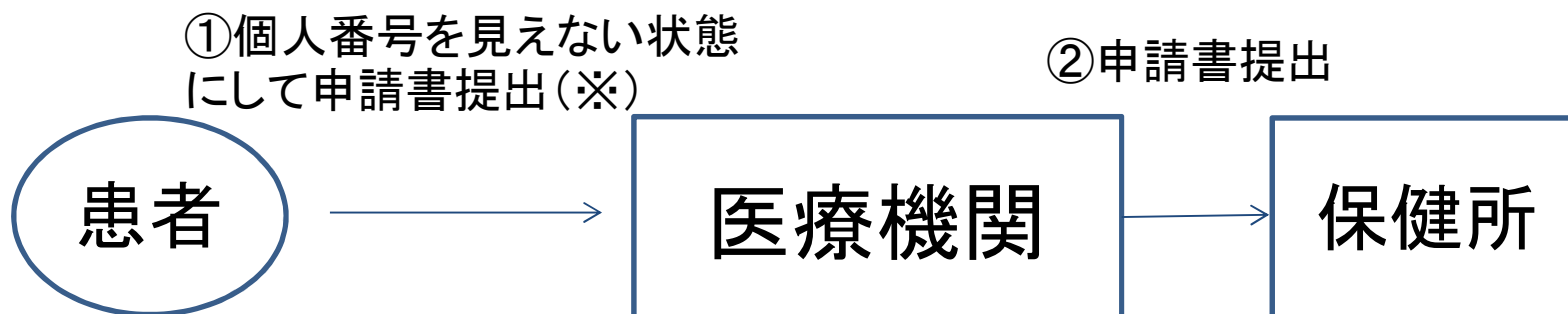 ①個人番号を見えない状態
にして申請書提出(※)
②申請書提出
患者
医療機関
保健所